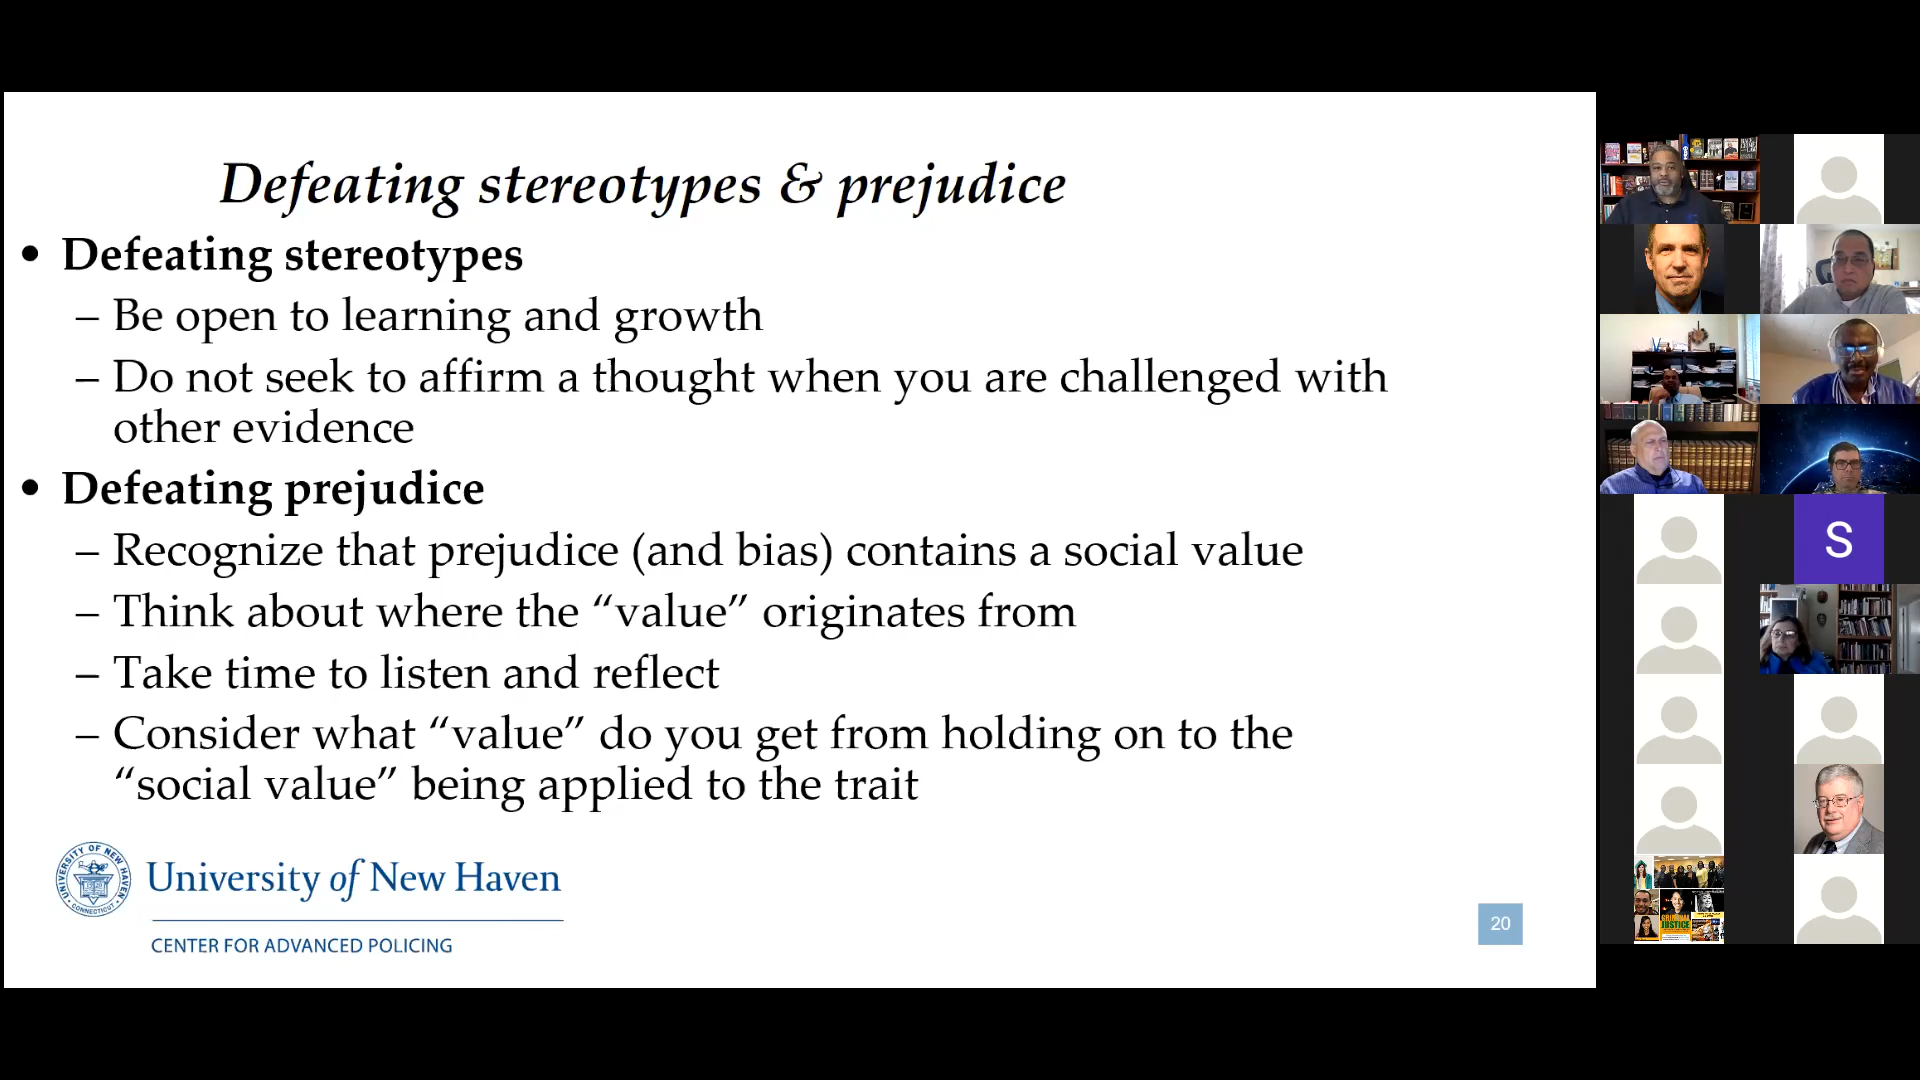 Defeating stereotypes & prejudice
• Defeating stereotypes
– Be open to learning and growth
– Do not seek to affirm a thought when you are challenged with
other evidence
• Defeating prejudice
– Recognize that prejudice (and bias) contains a social value
– Think about where the “value” originates from
– Take time to listen and reflect
– Consider what “value” do you get from holding on to the
“social value” being applied to the trait
UNIVERSITY OF NEW HAVEN
• CONNECTICUT •
University of New Haven
CENTER FOR ADVANCED POLICING
20
S
CRIMINAL
JUSTICE